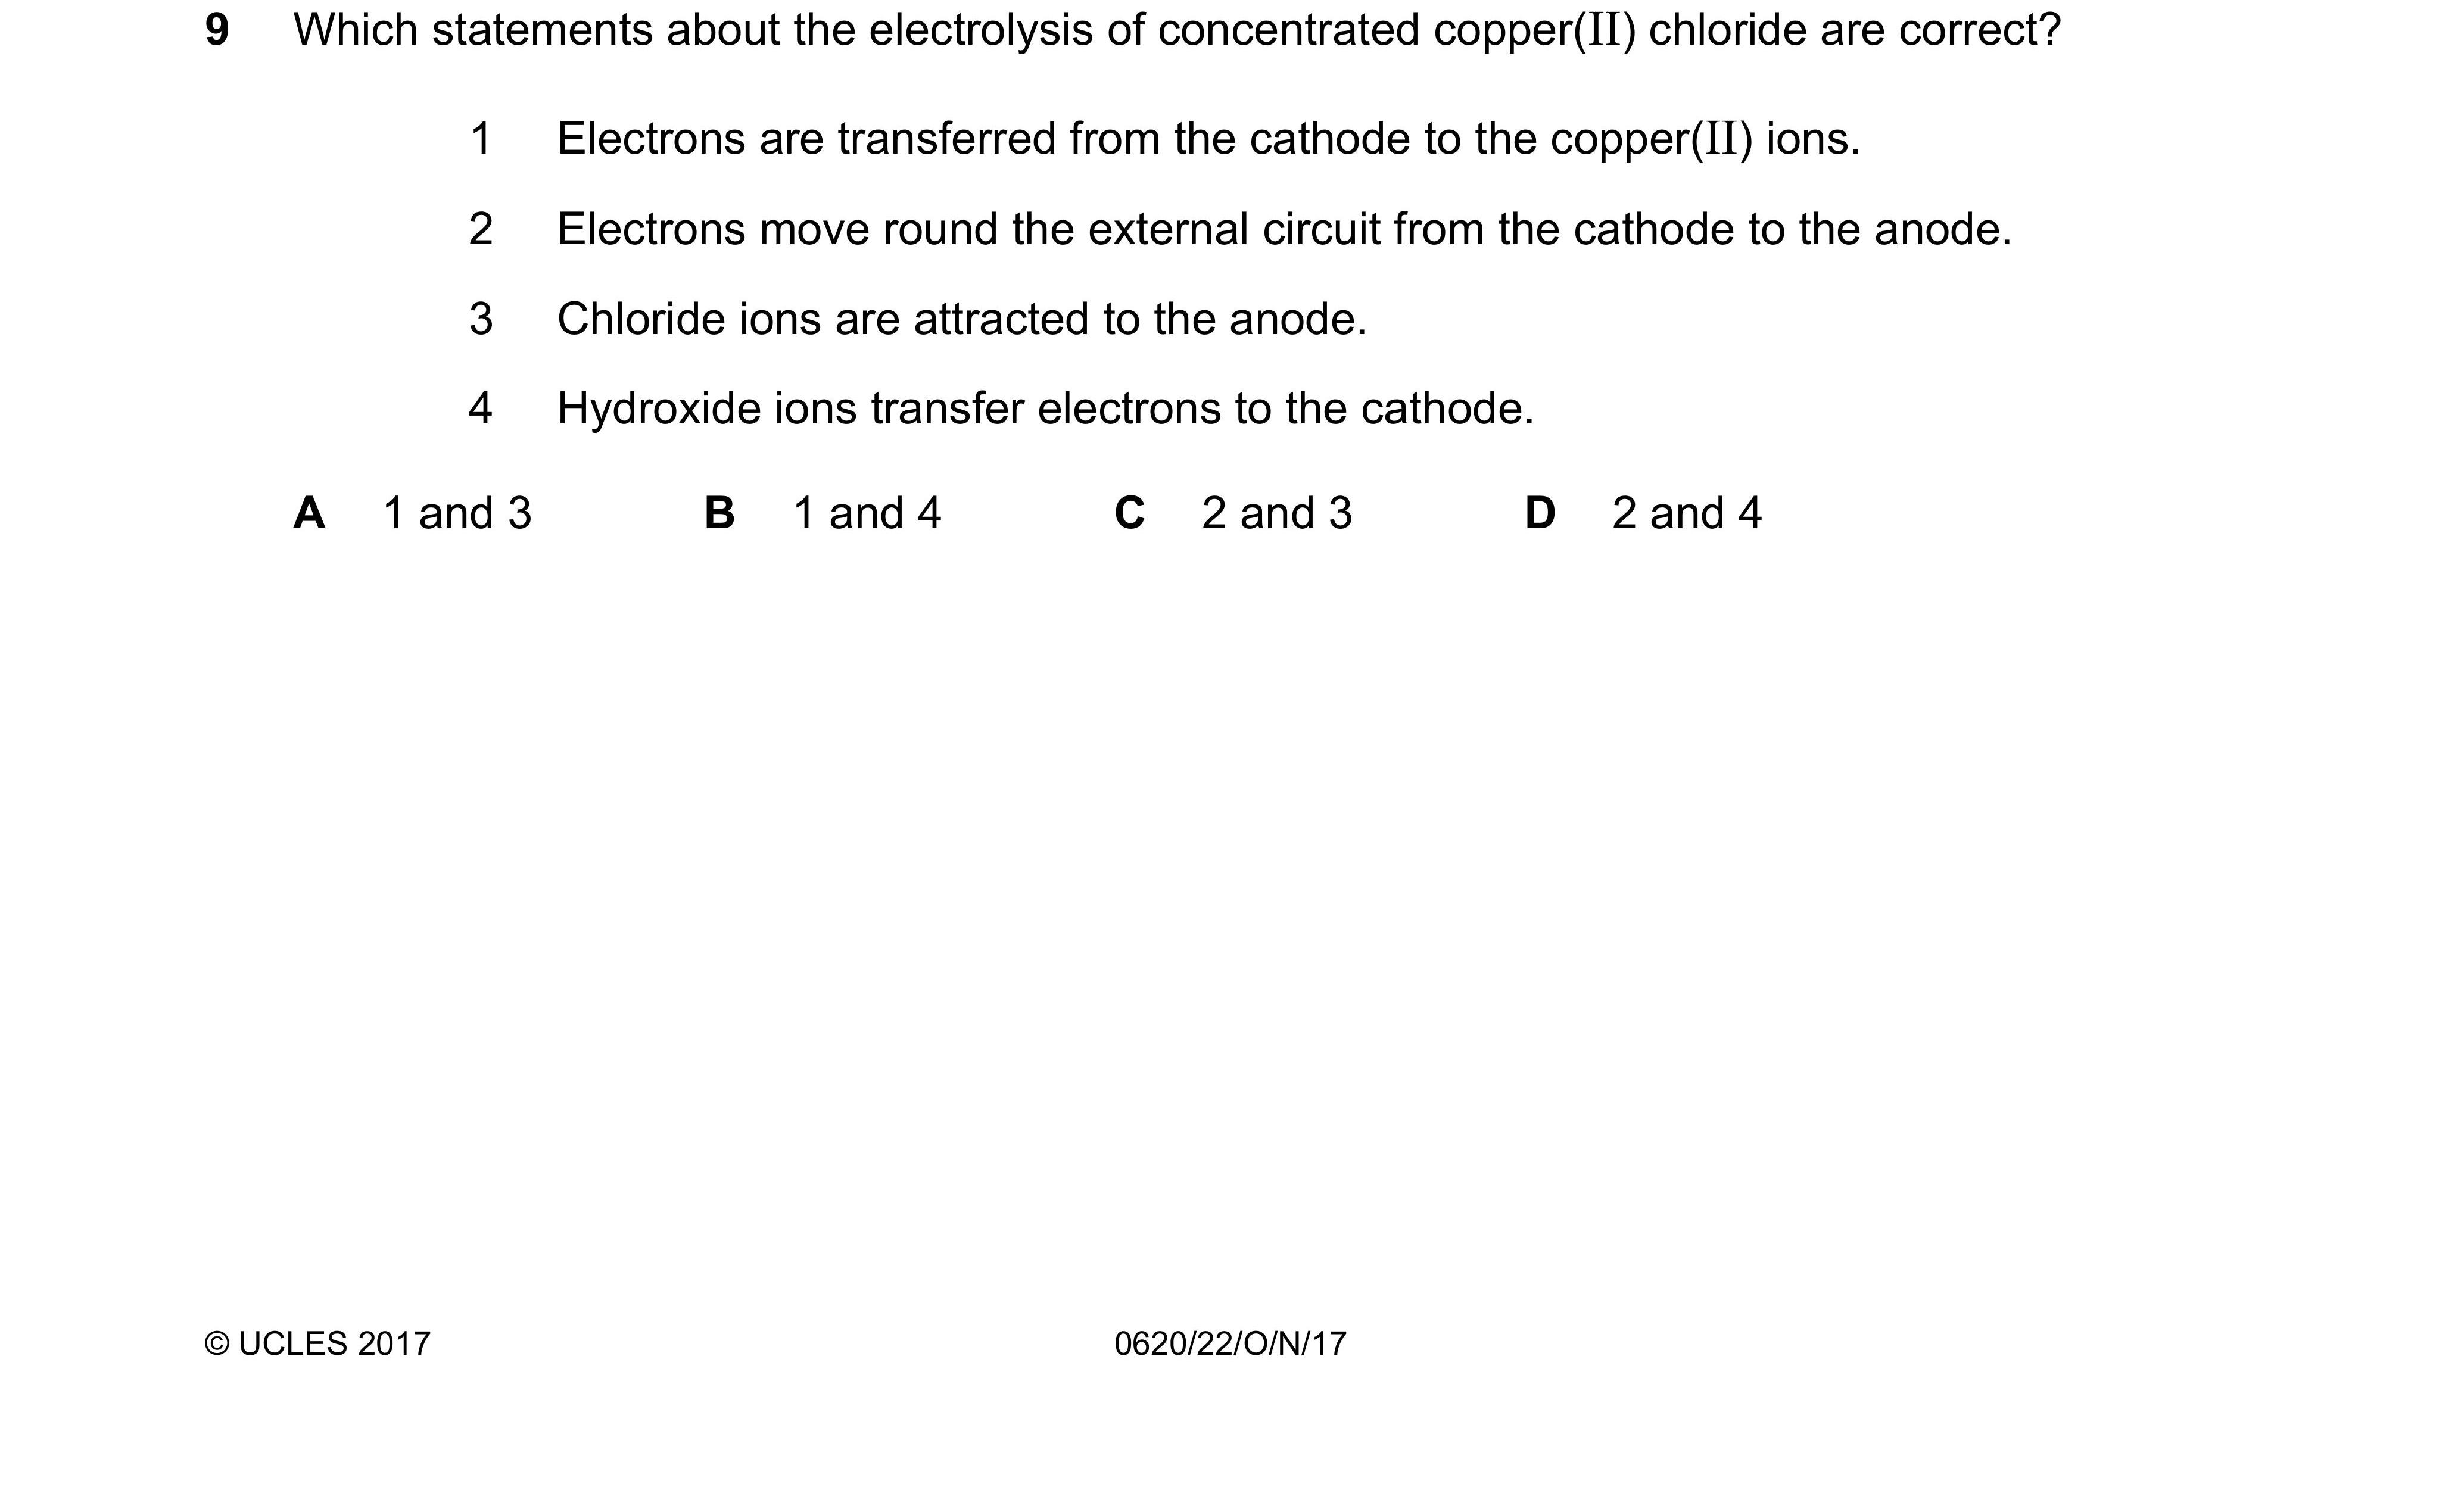 9 Which statements about the electrolysis of concentrated copper(II) chloride are correct?
1 Electrons are transferred from the cathode to the copper(II) ions.
2 Electrons move round the external circuit from the cathode to the anode.
3 Chloride ions are attracted to the anode.
4 Hydroxide ions transfer electrons to the cathode.
A 1 and 3 B 1 and 4 C 2 and 3 D 2 and 4
© UCLES 2017 0620/22/O/N/17